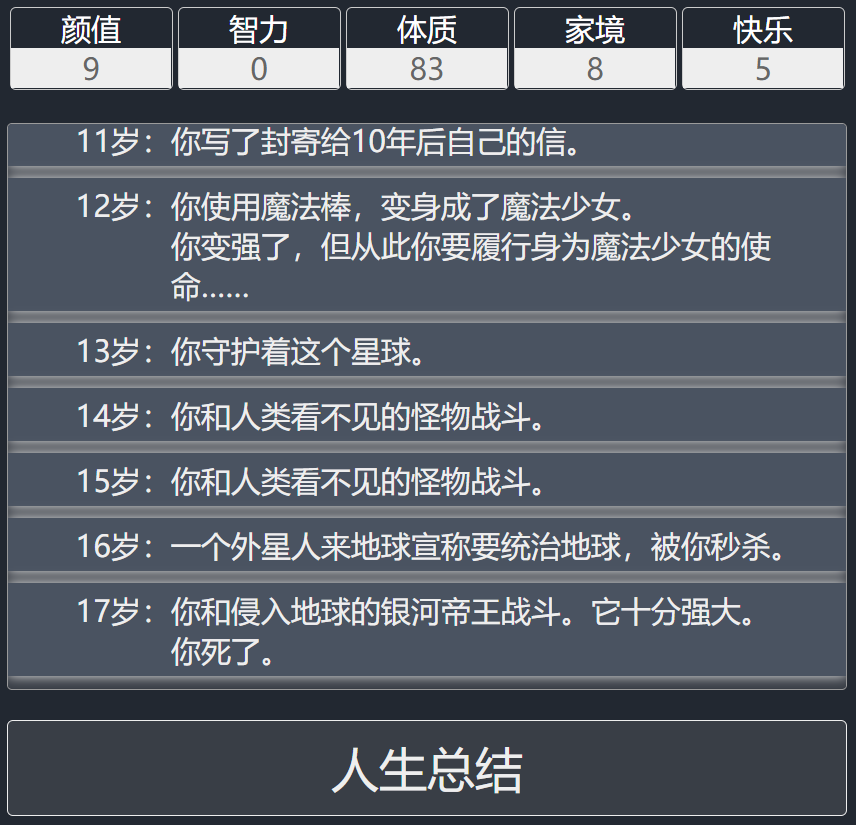 颜值 智力 体质 家境 快乐
9 0 83 8 5
11岁：你写了封寄给10年后自己的信。
12岁：你使用魔法棒，变身成了魔法少女。
你变强了，但从此你要履行身为魔法少女的使
命……
13岁：你守护着这个星球。
14岁：你和人类看不见的怪物战斗。
15岁：你和人类看不见的怪物战斗。
16岁：一个外星人来地球宣称要统治地球，被你秒杀。
17岁：你和侵入地球的银河帝王战斗。它十分强大。
你死了。
人生总结